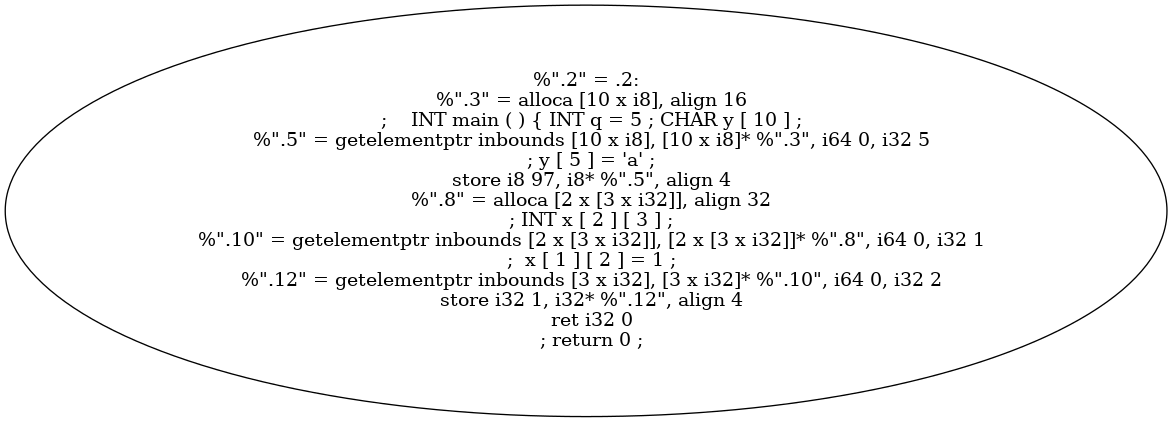 %".2" = .2:
%".3" = alloca [10 x i8], align 16
;    INT main ( ) { INT q = 5 ; CHAR y [ 10 ] ;
%".5" = getelementptr inbounds [10 x i8], [10 x i8]* %".3", i64 0, i32 5
; y [ 5 ] = 'a' ;
store i8 97, i8* %".5", align 4
%".8" = alloca [2 x [3 x i32]], align 32
; INT x [ 2 ] [ 3 ] ;
%".10" = getelementptr inbounds [2 x [3 x i32]], [2 x [3 x i32]]* %".8", i64 0, i32 1
;  x [ 1 ] [ 2 ] = 1 ;
%".12" = getelementptr inbounds [3 x i32], [3 x i32]* %".10", i64 0, i32 2
store i32 1, i32* %".12", align 4
ret i32 0
; return 0 ;